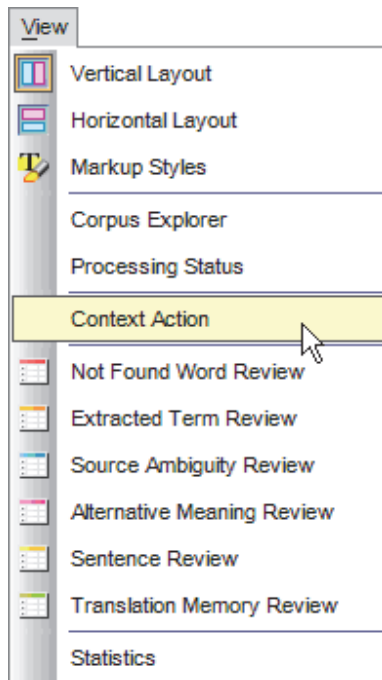 View
Vertical Layout
Horizontal Layout
Markup Styles
Corpus Explorer
Processing Status
Context Action
Not Found Word Review
Extracted Term Review
Source Ambiguity Review
Alternative Meaning Review
Sentence Review
Translation Memory Review
Statistics